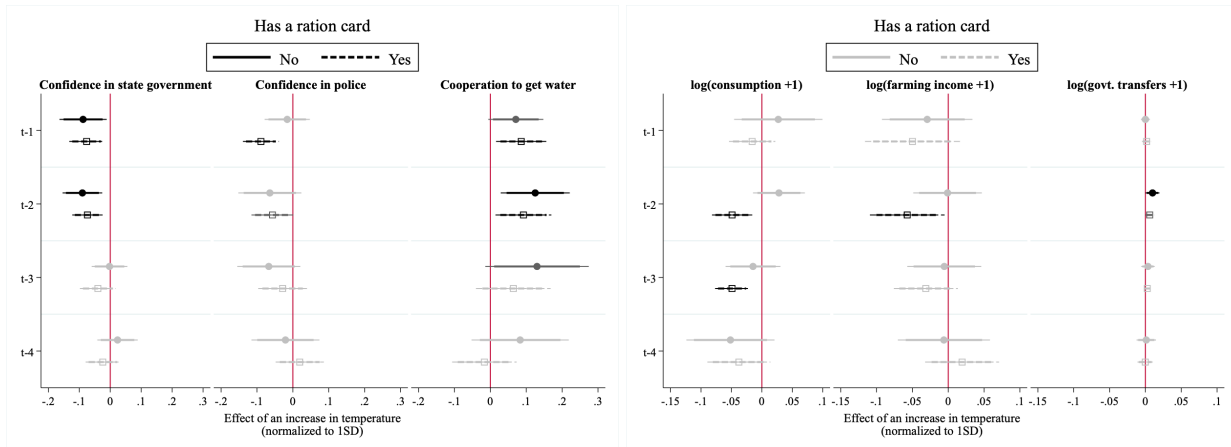 Has a ration card
No Yes
Confidence in state government Confidence in police Cooperation to get water
t-1
t-2
t-3
t-4
-.2 -.1 0 .1 .2 .3 -.2 -.1 0 .1 .2 .3 -.2 -.1 0 .1 .2 .3
Effect of an increase in temperature
(normalized to 1SD)
Has a ration card
No Yes
log(consumption +1) log(farming income +1) log(govt. transfers +1)
-.15 -.1 -.05 0 .05 .1 -.15 -.1 -.05 0 .05 .1 -.15 -.1 -.05 0 .05 .1
Effect of an increase in temperature
(normalized to 1SD)